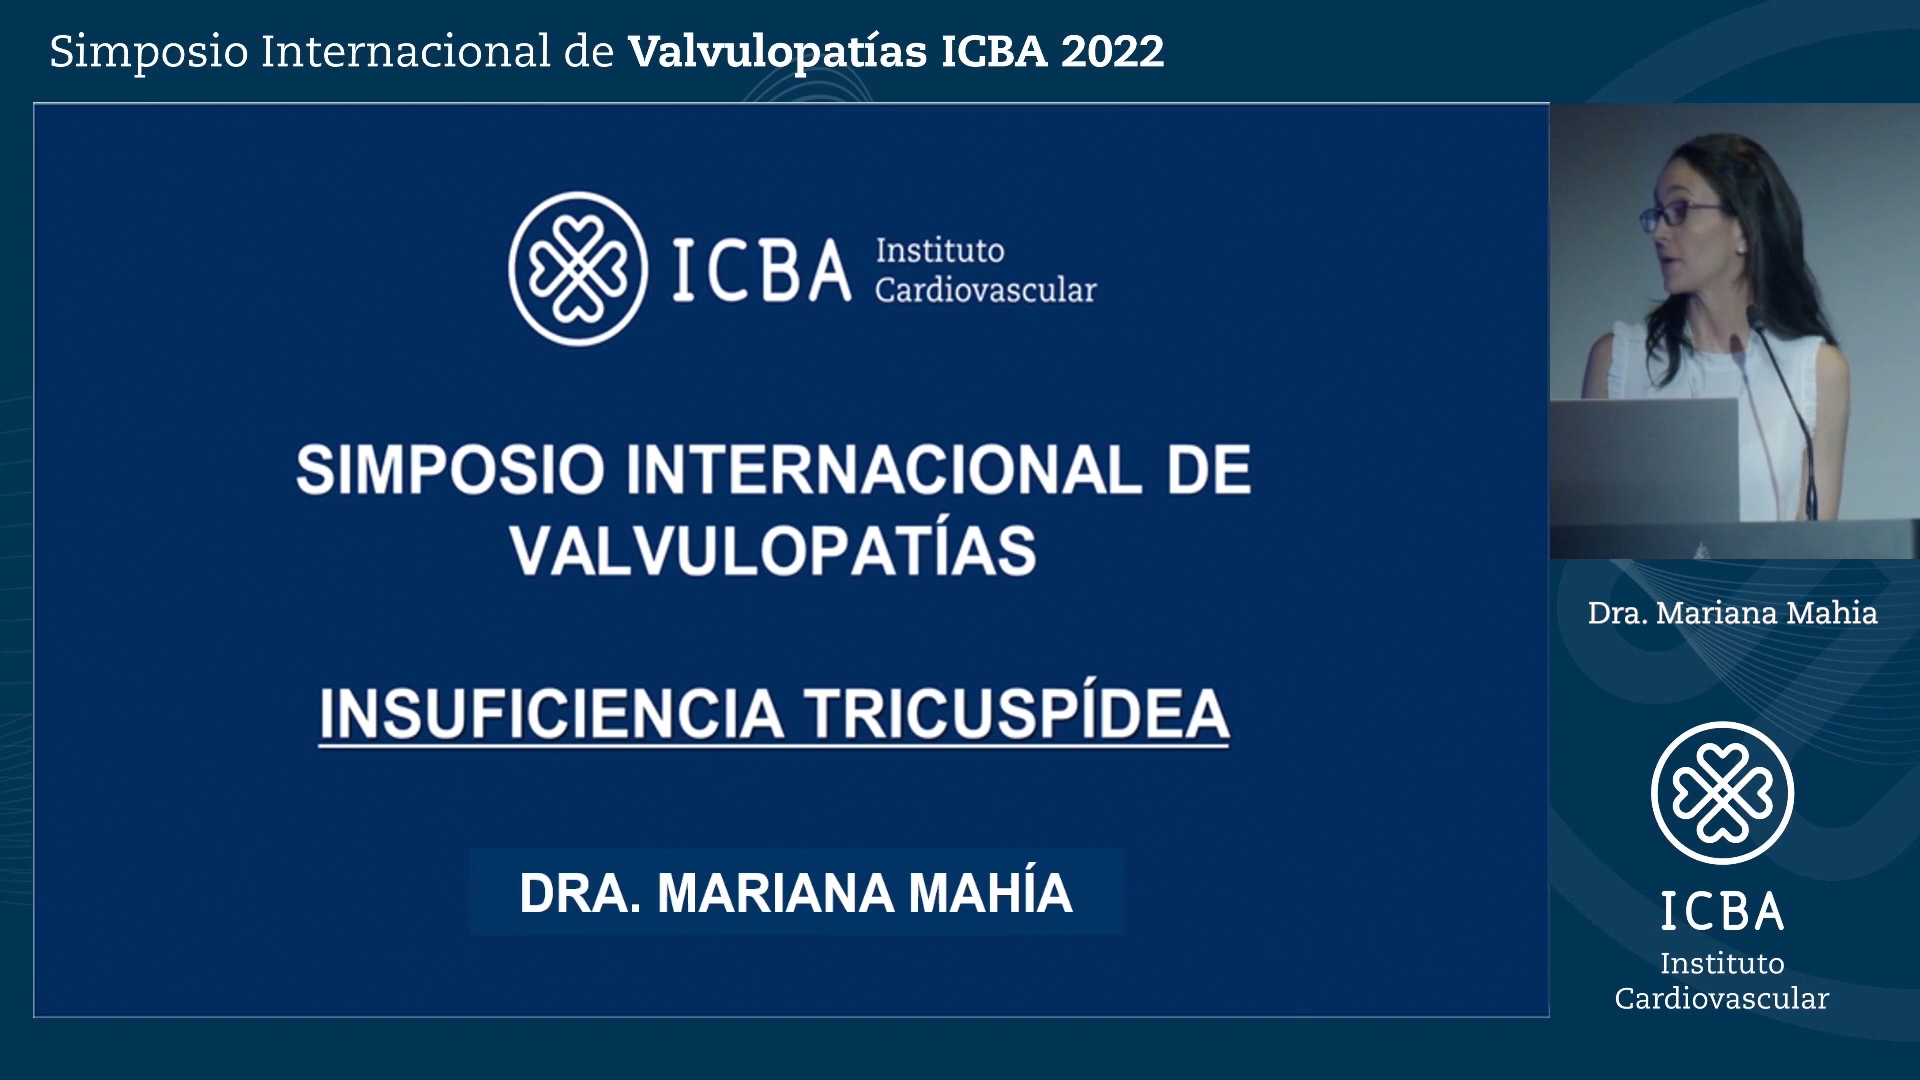 Simposio Internacional de Valvulopatías ICBA 2022
ICBA Instituto
Cardiovascular
SIMPOSIO INTERNACIONAL DE
VALVULOPATÍAS
INSUFICIENCIA TRICUSPÍDEA
DRA. MARIANA MAHÍA
Dra. Mariana Mahia
ICBA
Instituto
Cardiovascular